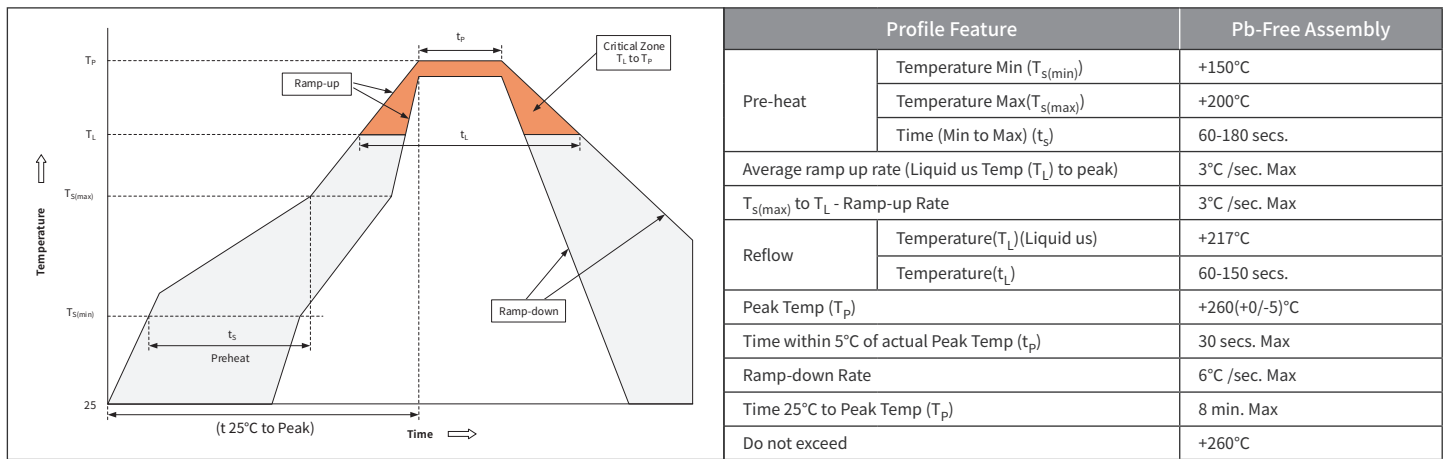 tP
TP
Critical Zone
TL to TP
Ramp-up
TL
tL
TS(max)
Temperature
Ramp-down
TS(min)
tS
Preheat
25
(t 25°C to Peak)
Time
Profile Feature Pb-Free Assembly
Pre-heat
Temperature Min (Ts(min)) +150°C
Temperature Max(Ts(max)) +200°C
Time (Min to Max) (ts) 60-180 secs.
Average ramp up rate (Liquid us Temp (TL) to peak) 3°C /sec. Max
Ts(max) to TL - Ramp-up Rate 3°C /sec. Max
Reflow
Temperature(TL)(Liquid us) +217°C
Temperature(tL) 60-150 secs.
Peak Temp (TP) +260(+0/-5)°C
Time within 5°C of actual Peak Temp (tP) 30 secs. Max
Ramp-down Rate 6°C /sec. Max
Time 25°C to Peak Temp (TP) 8 min. Max
Do not exceed +260°C